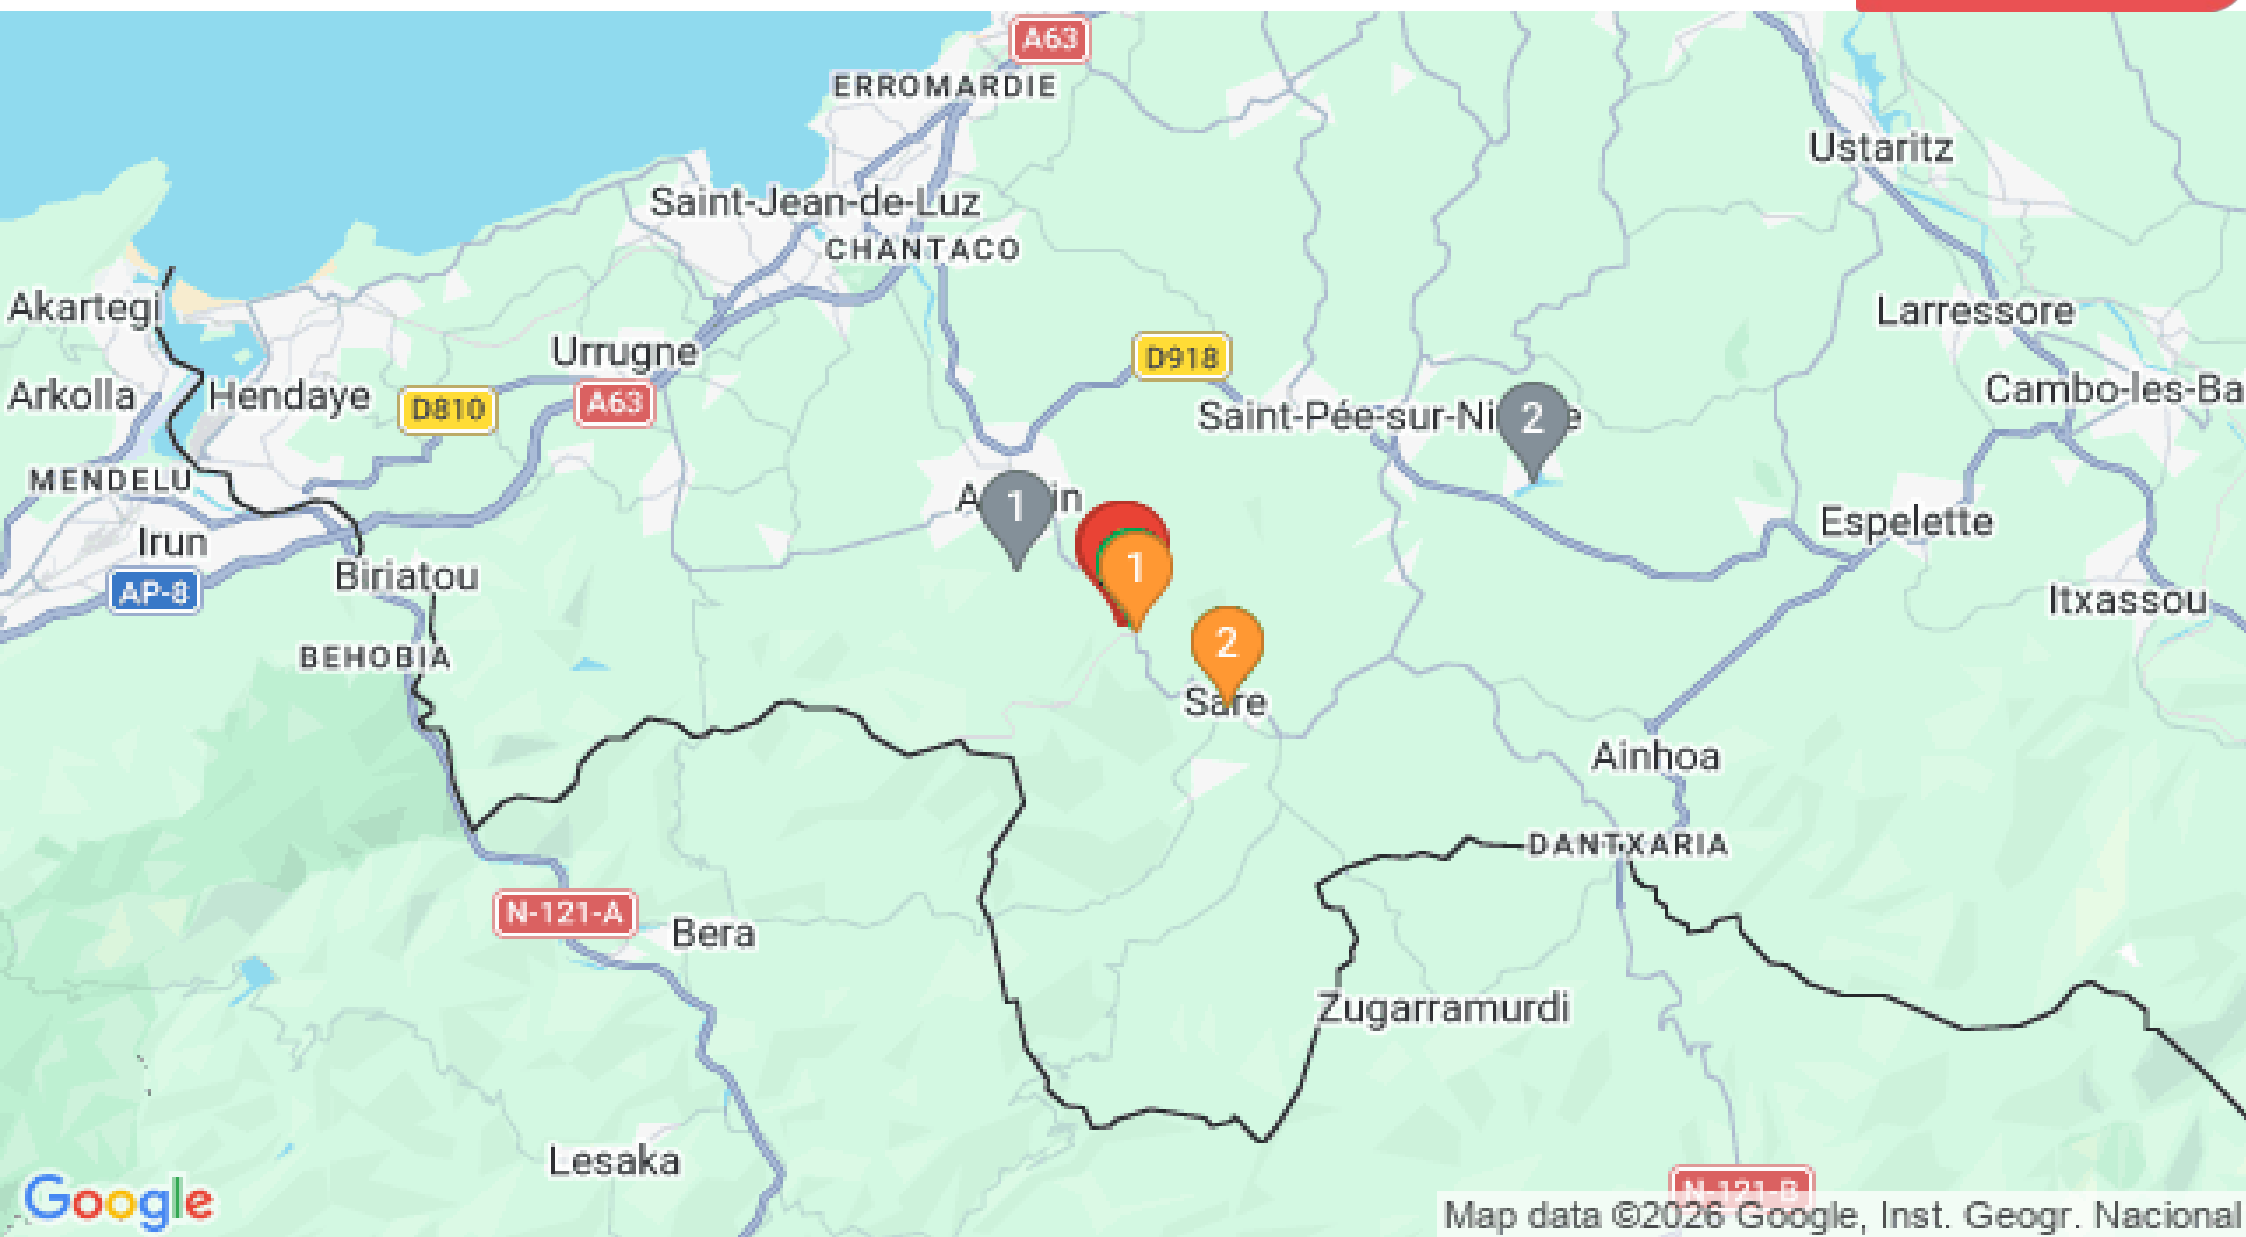 A63
ERROMARDIE
Ustaritz
Saint-Jean-de-Luz
CHANTACO
Akartegi
Larressore
Urrugne
D918
Arkolla
Hendaye
D810
A63
Cambo-les-Ba
Saint-Pée-sur-Ni e
2
MENDELU
A in
1
Espelette
Irun
1
Biriatou
AP-8
Itxassou
BEHOBIA
2
Sare
Ainhoa
DANTXARIA
N-121-A
Bera
Zugarramurdi
Lesaka
N-121-B
Google
Map data ©2026 Google, Inst. Geogr. Nacional